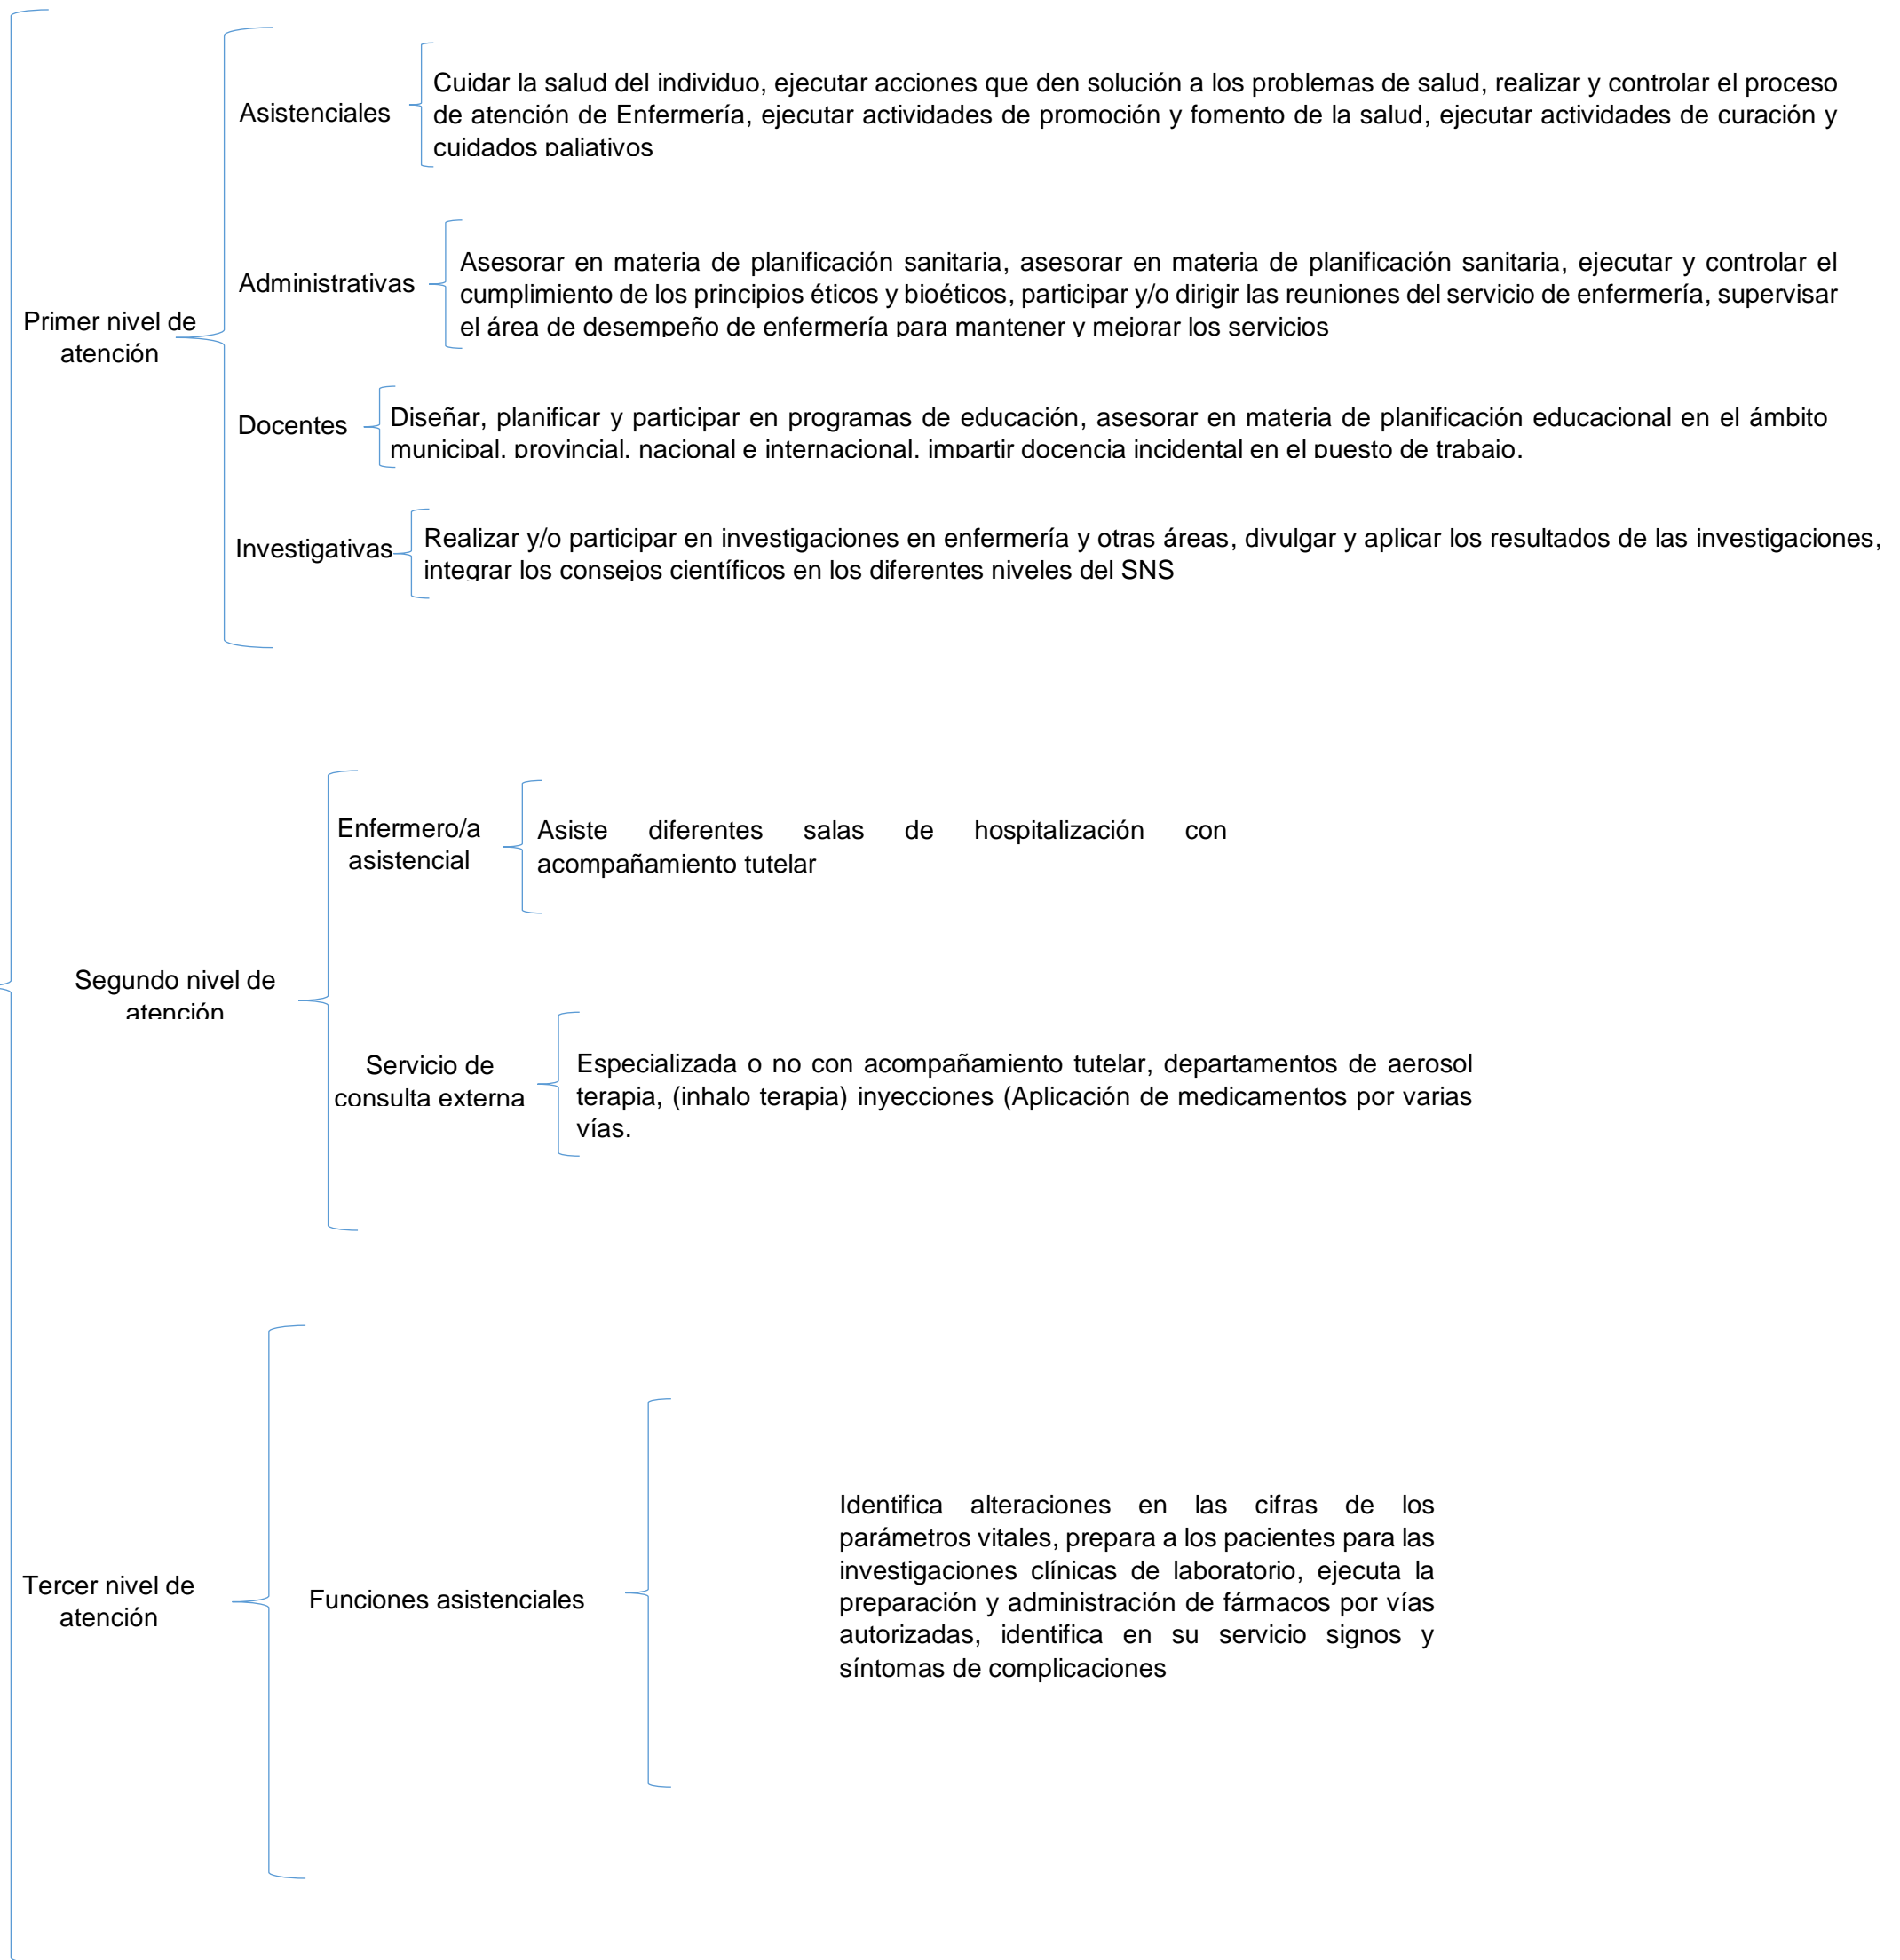 Asistenciales
Cuidar la salud del individuo, ejecutar acciones que den solución a los problemas de salud, realizar y controlar el proceso
de atención de Enfermería, ejecutar actividades de promoción y fomento de la salud, ejecutar actividades de curación y
cuidados paliativos
Administrativas
Asesorar en materia de planificación sanitaria, asesorar en materia de planificación sanitaria, ejecutar y controlar el
cumplimiento de los principios éticos y bioéticos, participar y/o dirigir las reuniones del servicio de enfermería, supervisar
el área de desempeño de enfermería para mantener y mejorar los servicios
Primer nivel de
atención
Docentes
Diseñar, planificar y participar en programas de educación, asesorar en materia de planificación educacional en el ámbito
municipal, provincial, nacional e internacional, impartir docencia incidental en el puesto de trabajo.
Investigativas
Realizar y/o participar en investigaciones en enfermería y otras áreas, divulgar y aplicar los resultados de las investigaciones,
integrar los consejos científicos en los diferentes niveles del SNS
Enfermero/a
asistencial
Asiste diferentes salas de hospitalización con
acompañamiento tutelar
Segundo nivel de
atención
Servicio de
consulta externa
Especializada o no con acompañamiento tutelar, departamentos de aerosol
terapia, (inhalo terapia) inyecciones (Aplicación de medicamentos por varias
vías.
Tercer nivel de
atención
Funciones asistenciales
Identifica alteraciones en las cifras de los
parámetros vitales, prepara a los pacientes para las
investigaciones clínicas de laboratorio, ejecuta la
preparación y administración de fármacos por vías
autorizadas, identifica en su servicio signos y
síntomas de complicaciones